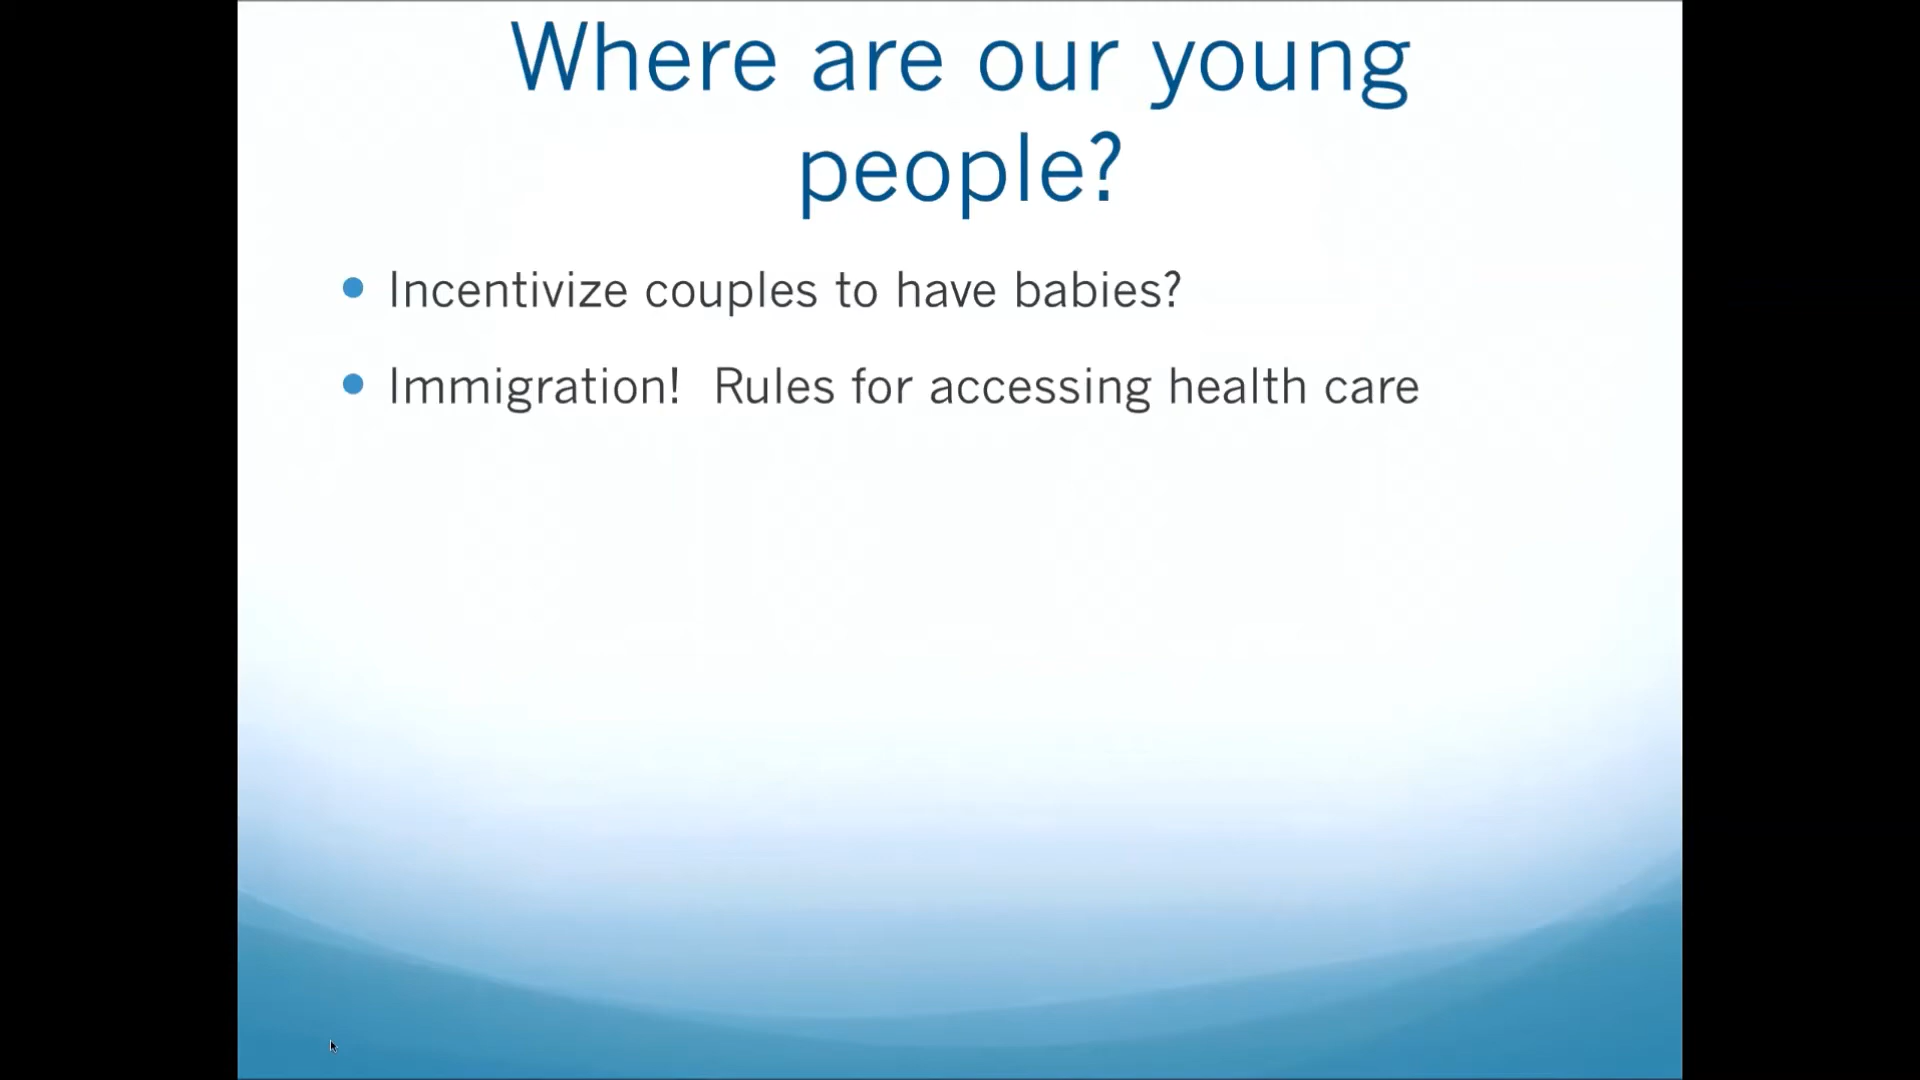 Where are our young
people?
Incentivize couples to have babies?
Immigration!  Rules for accessing health care